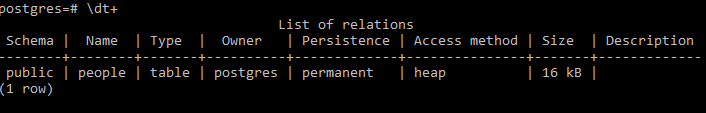 postgres=# \dt+
                                    List of relations
 Schema |  Name  | Type  |  Owner   | Persistence | Access method | Size  | Description
--------+--------+-------+----------+-------------+---------------+-------+-------------
 public | people | table | postgres | permanent   | heap          | 16 kB |
(1 row)